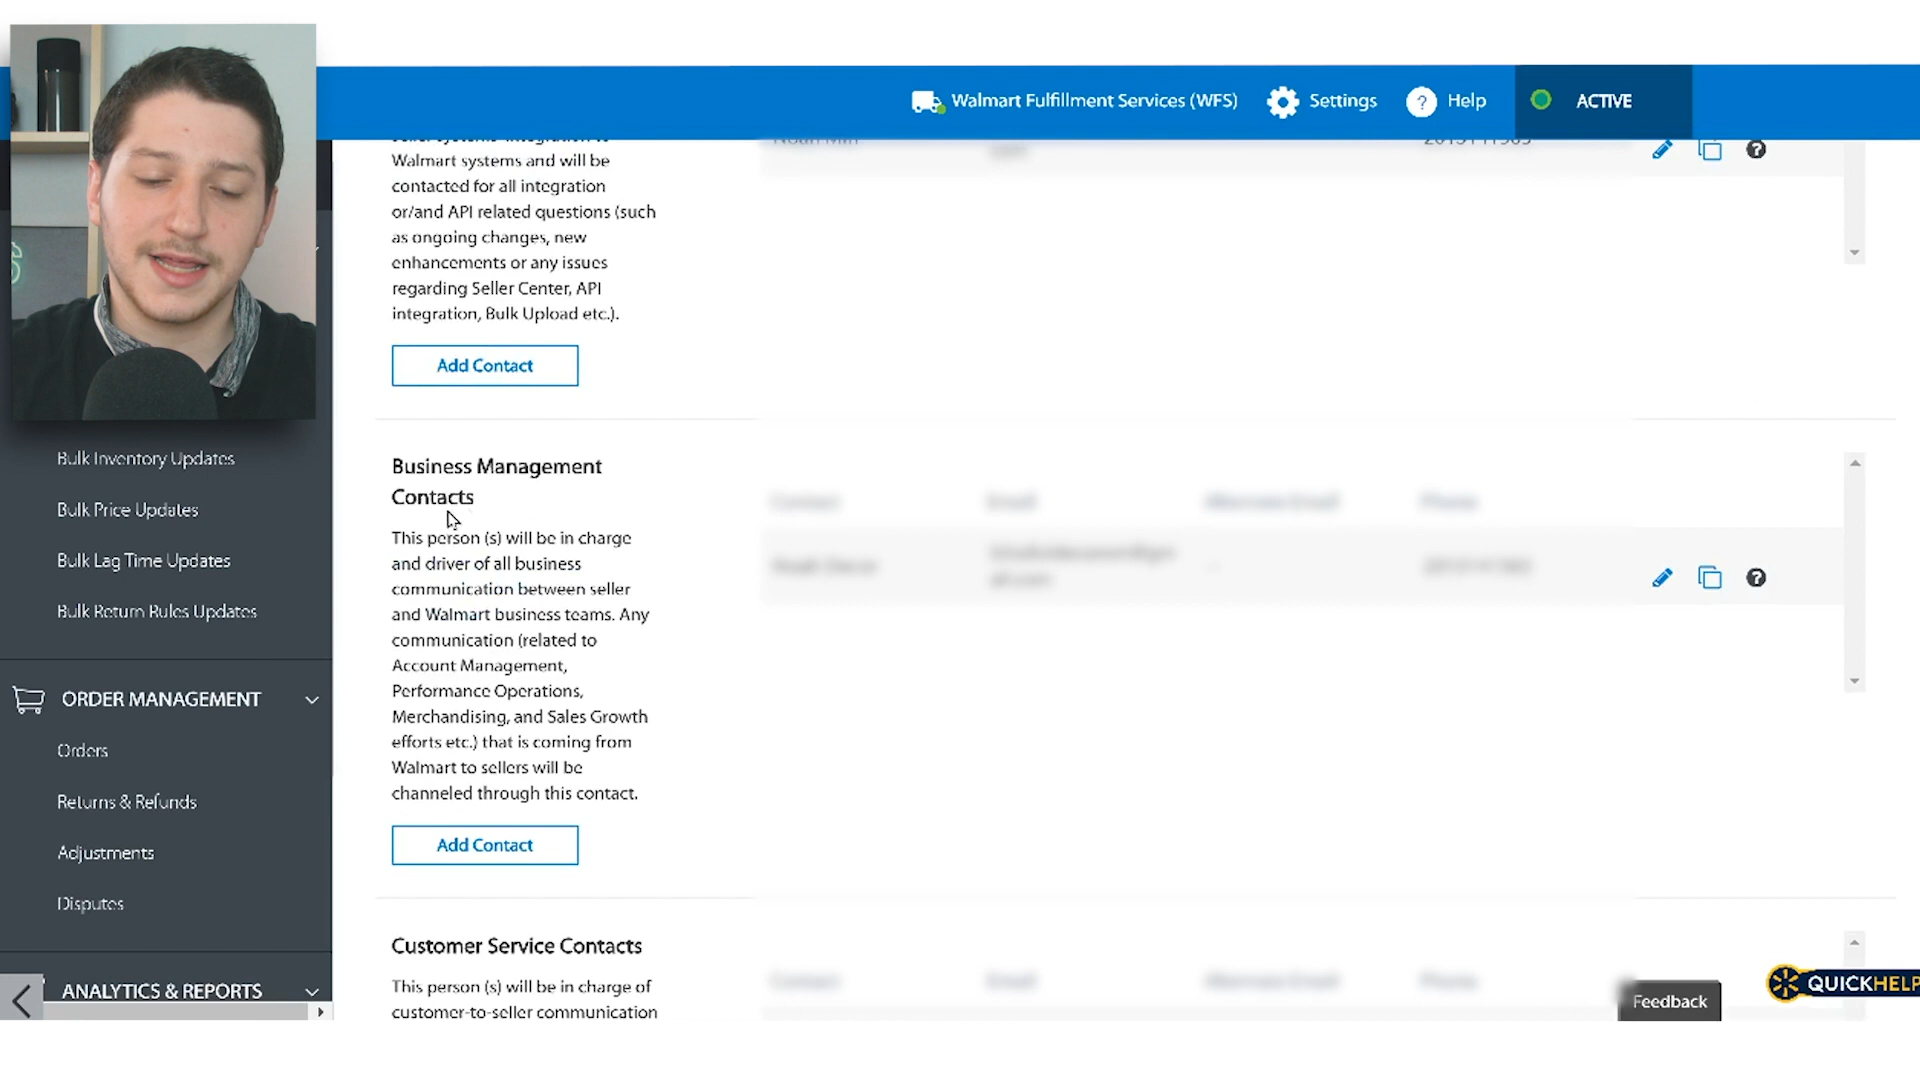 Walmart Fulfillment Services (WFS)
Settings
? Help
ACTIVE
Walmart systems and will be
contacted for all integration
or/and API related questions (such
as ongoing changes, new
enhancements or any issues
regarding Seller Center, API
integration, Bulk Upload etc.).
Add Contact
Business Management
Contacts
This person (s) will be in charge
and driver of all business
communication between seller
and Walmart business teams. Any
communication (related to
Account Management,
Performance Operations,
Merchandising, and Sales Growth
efforts etc.) that is coming from
Walmart to sellers will be
channeled through this contact.
Add Contact
Customer Service Contacts
This person (s) will be in charge of
customer-to-seller communication
Bulk Inventory Updates
Bulk Price Updates
Bulk Lag Time Updates
Bulk Return Rules Updates
ORDER MANAGEMENT
Orders
Returns & Refunds
Adjustments
Disputes
ANALYTICS & REPORTS
QUICKHELP
Feedback